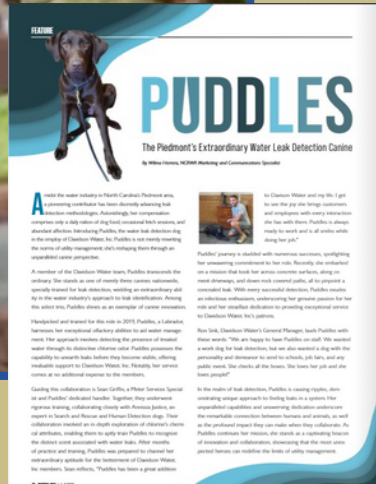 FEATURE
PUDDLES
The Piedmont's Extraordinary Water Leak Detection Canine
By Wilma Herrera, NCRWA Marketing and Communications Specialist
Amidst the water industry in North Carolina's Piedmont area,
a pioneering contributor has been discreetly advancing leak
detection methodologies. Astonishingly, her compensation
comprises only a daily ration of dog food, occasional fetch sessions, and
abundant affection. Introducing Puddles, the water leak detection dog
in the employ of Davidson Water, Inc. Puddles is not merely rewriting
the norms of utility management; she's reshaping them through an
unparalleled canine perspective.
A member of the Davidson Water team, Puddles transcends the
ordinary. She stands as one of merely three canines nationwide,
specially trained for leak detection, wielding an extraordinary abil-
ity in the water industry's approach to leak identification. Among
this select trio, Puddles shines as an exemplar of canine innovation.
Handpicked and trained for this role in 2019, Puddles, a Labrador,
harnesses her exceptional olfactory abilities to aid water manage-
ment. Her approach involves detecting the presence of treated
water through its distinctive chlorine odor. Puddles possesses the
capability to unearth leaks before they become visible, offering
invaluable support to Davidson Water, Inc. Notably, her service
comes at no additional expense to the members.
Guiding this collaboration is Sean Griffin, a Meter Services Special-
ist and Puddles' dedicated handler. Together, they underwent
rigorous training, collaborating closely with Arenissa Justice, an
expert in Search and Rescue and Human Detection dogs. Their
collaboration involved an in-depth exploration of chlorine's chemi-
cal attributes, enabling them to aptly train Puddles to recognize
the distinct scent associated with water leaks. After months
of practice and training, Puddles was prepared to channel her
extraordinary aptitude for the betterment of Davidson Water,
Inc. members. Sean reflects, "Puddles has been a great addition
to Davison Water and my life. I get
to see the joy she brings customers
and employees with every interaction
she has with them. Puddles is always
ready to work and is all smiles while
doing her job."
Puddles' journey is studded with numerous successes, spotlighting
her unwavering commitment to her role. Recently, she embarked
on a mission that took her across concrete surfaces, along ce-
ment driveways, and down rock covered paths, all to pinpoint a
concealed leak. With every successful detection, Puddles exudes
an infectious enthusiasm, underscoring her genuine passion for her
role and her steadfast dedication to providing exceptional service
to Davidson Water, Inc.'s patrons.
Ron Sink, Davidson Water's General Manager, lauds Puddles with
these words "We are happy to have Puddles on staff. We wanted
a work dog for leak detection, but we also wanted a dog with the
personality and demeanor to send to schools, job fairs, and any
public event. She checks all the boxes. She loves her job and she
loves people!"
In the realm of leak detection, Puddles is causing ripples, dem-
onstrating unique approach to finding leaks in a system. Her
unparalleled capabilities and unswerving dedication underscore
the remarkable connection between humans and animals, as well
as the profound impact they can make when they collaborate. As
Puddles continues her mission, she stands as a captivating beacon
of innovation and collaboration, showcasing that the most unex-
pected heroes can redefine the limits of utility management.